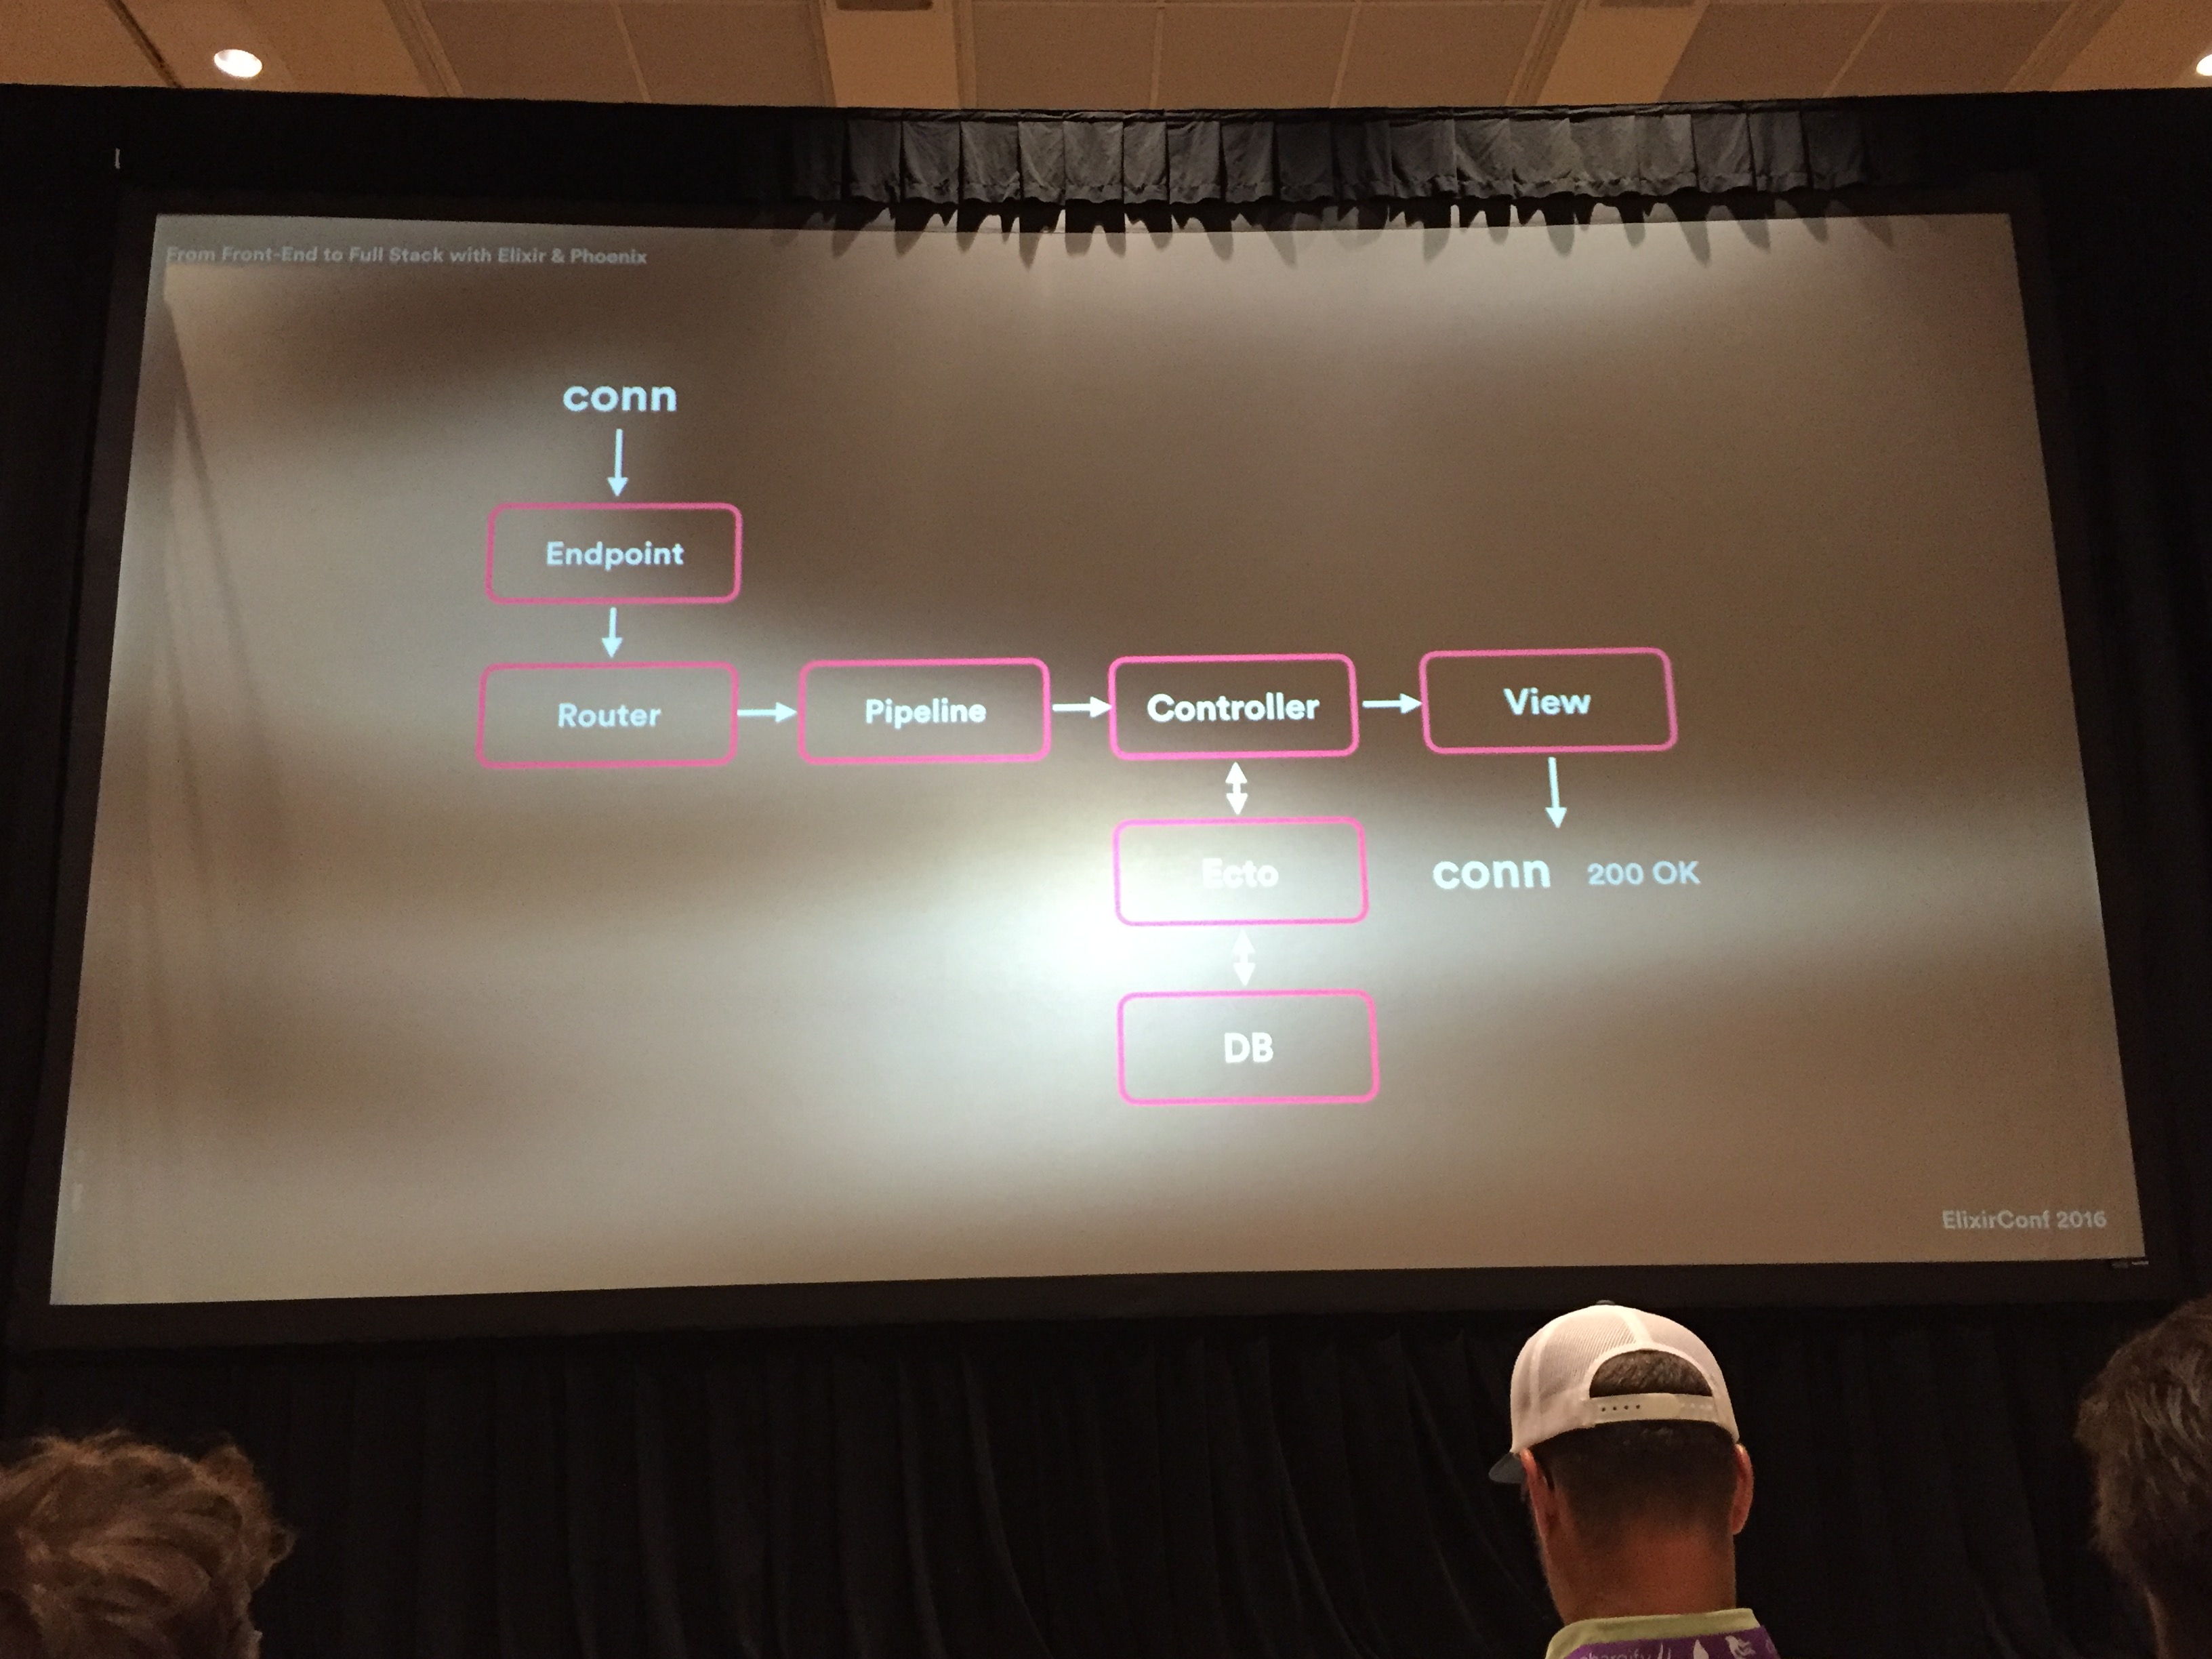 From Front-End to Full Stack with Elixir & Phoenix
conn
Endpoint
Router
Pipeline
Controller
View
Ecto
conn 200 OK
DB
ElixirConf 2016